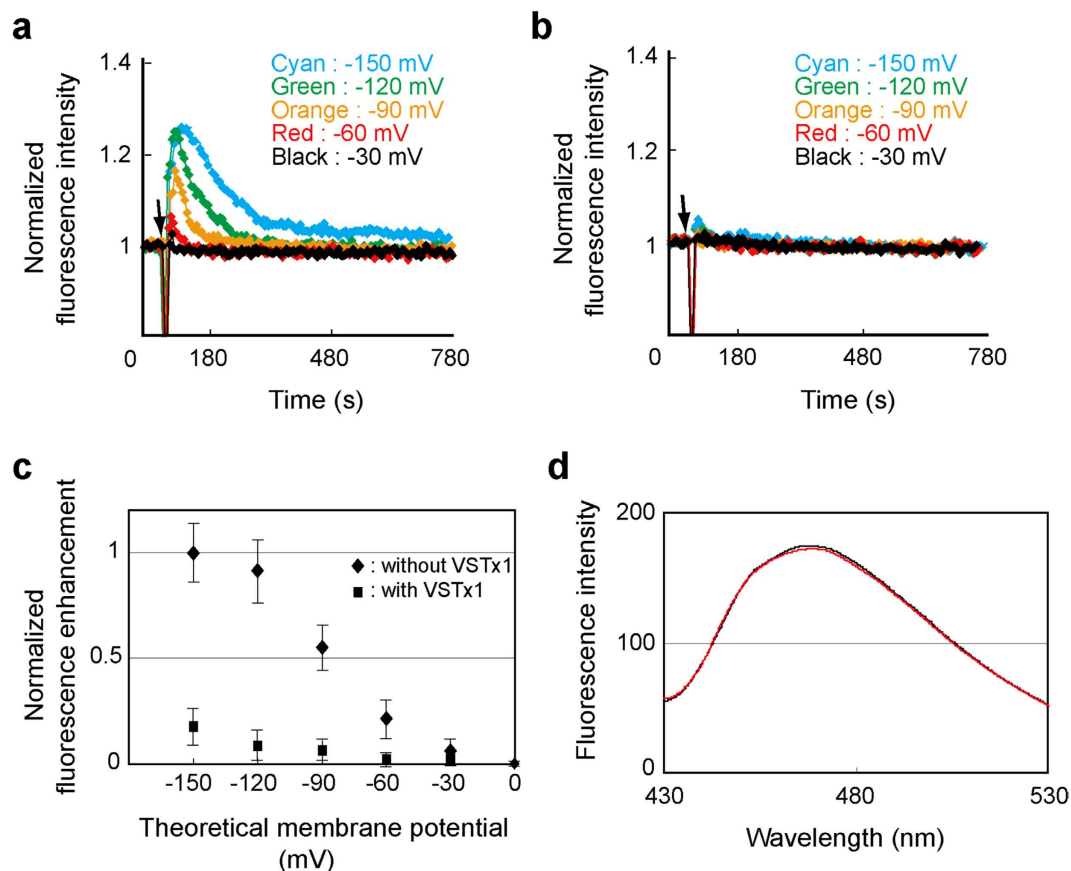 a
Normalized
fluorescence intensity
1.4
1.2
1
Cyan : -150 mV
Green : -120 mV
Orange : -90 mV
Red : -60 mV
Black : -30 mV
0 180 480 780
Time (s)
b
Normalized
fluorescence intensity
1.4
1.2
1
Cyan : -150 mV
Green : -120 mV
Orange : -90 mV
Red : -60 mV
Black : -30 mV
0 180 480 780
Time (s)
c
Normalized
fluorescence enhancement
1
0.5
0
: without VSTx1
: with VSTx1
-150 -120 -90 -60 -30 0
Theoretical membrane potential
(mV)
d
Fluorescence intensity
200
100
0
430 480 530
Wavelength (nm)